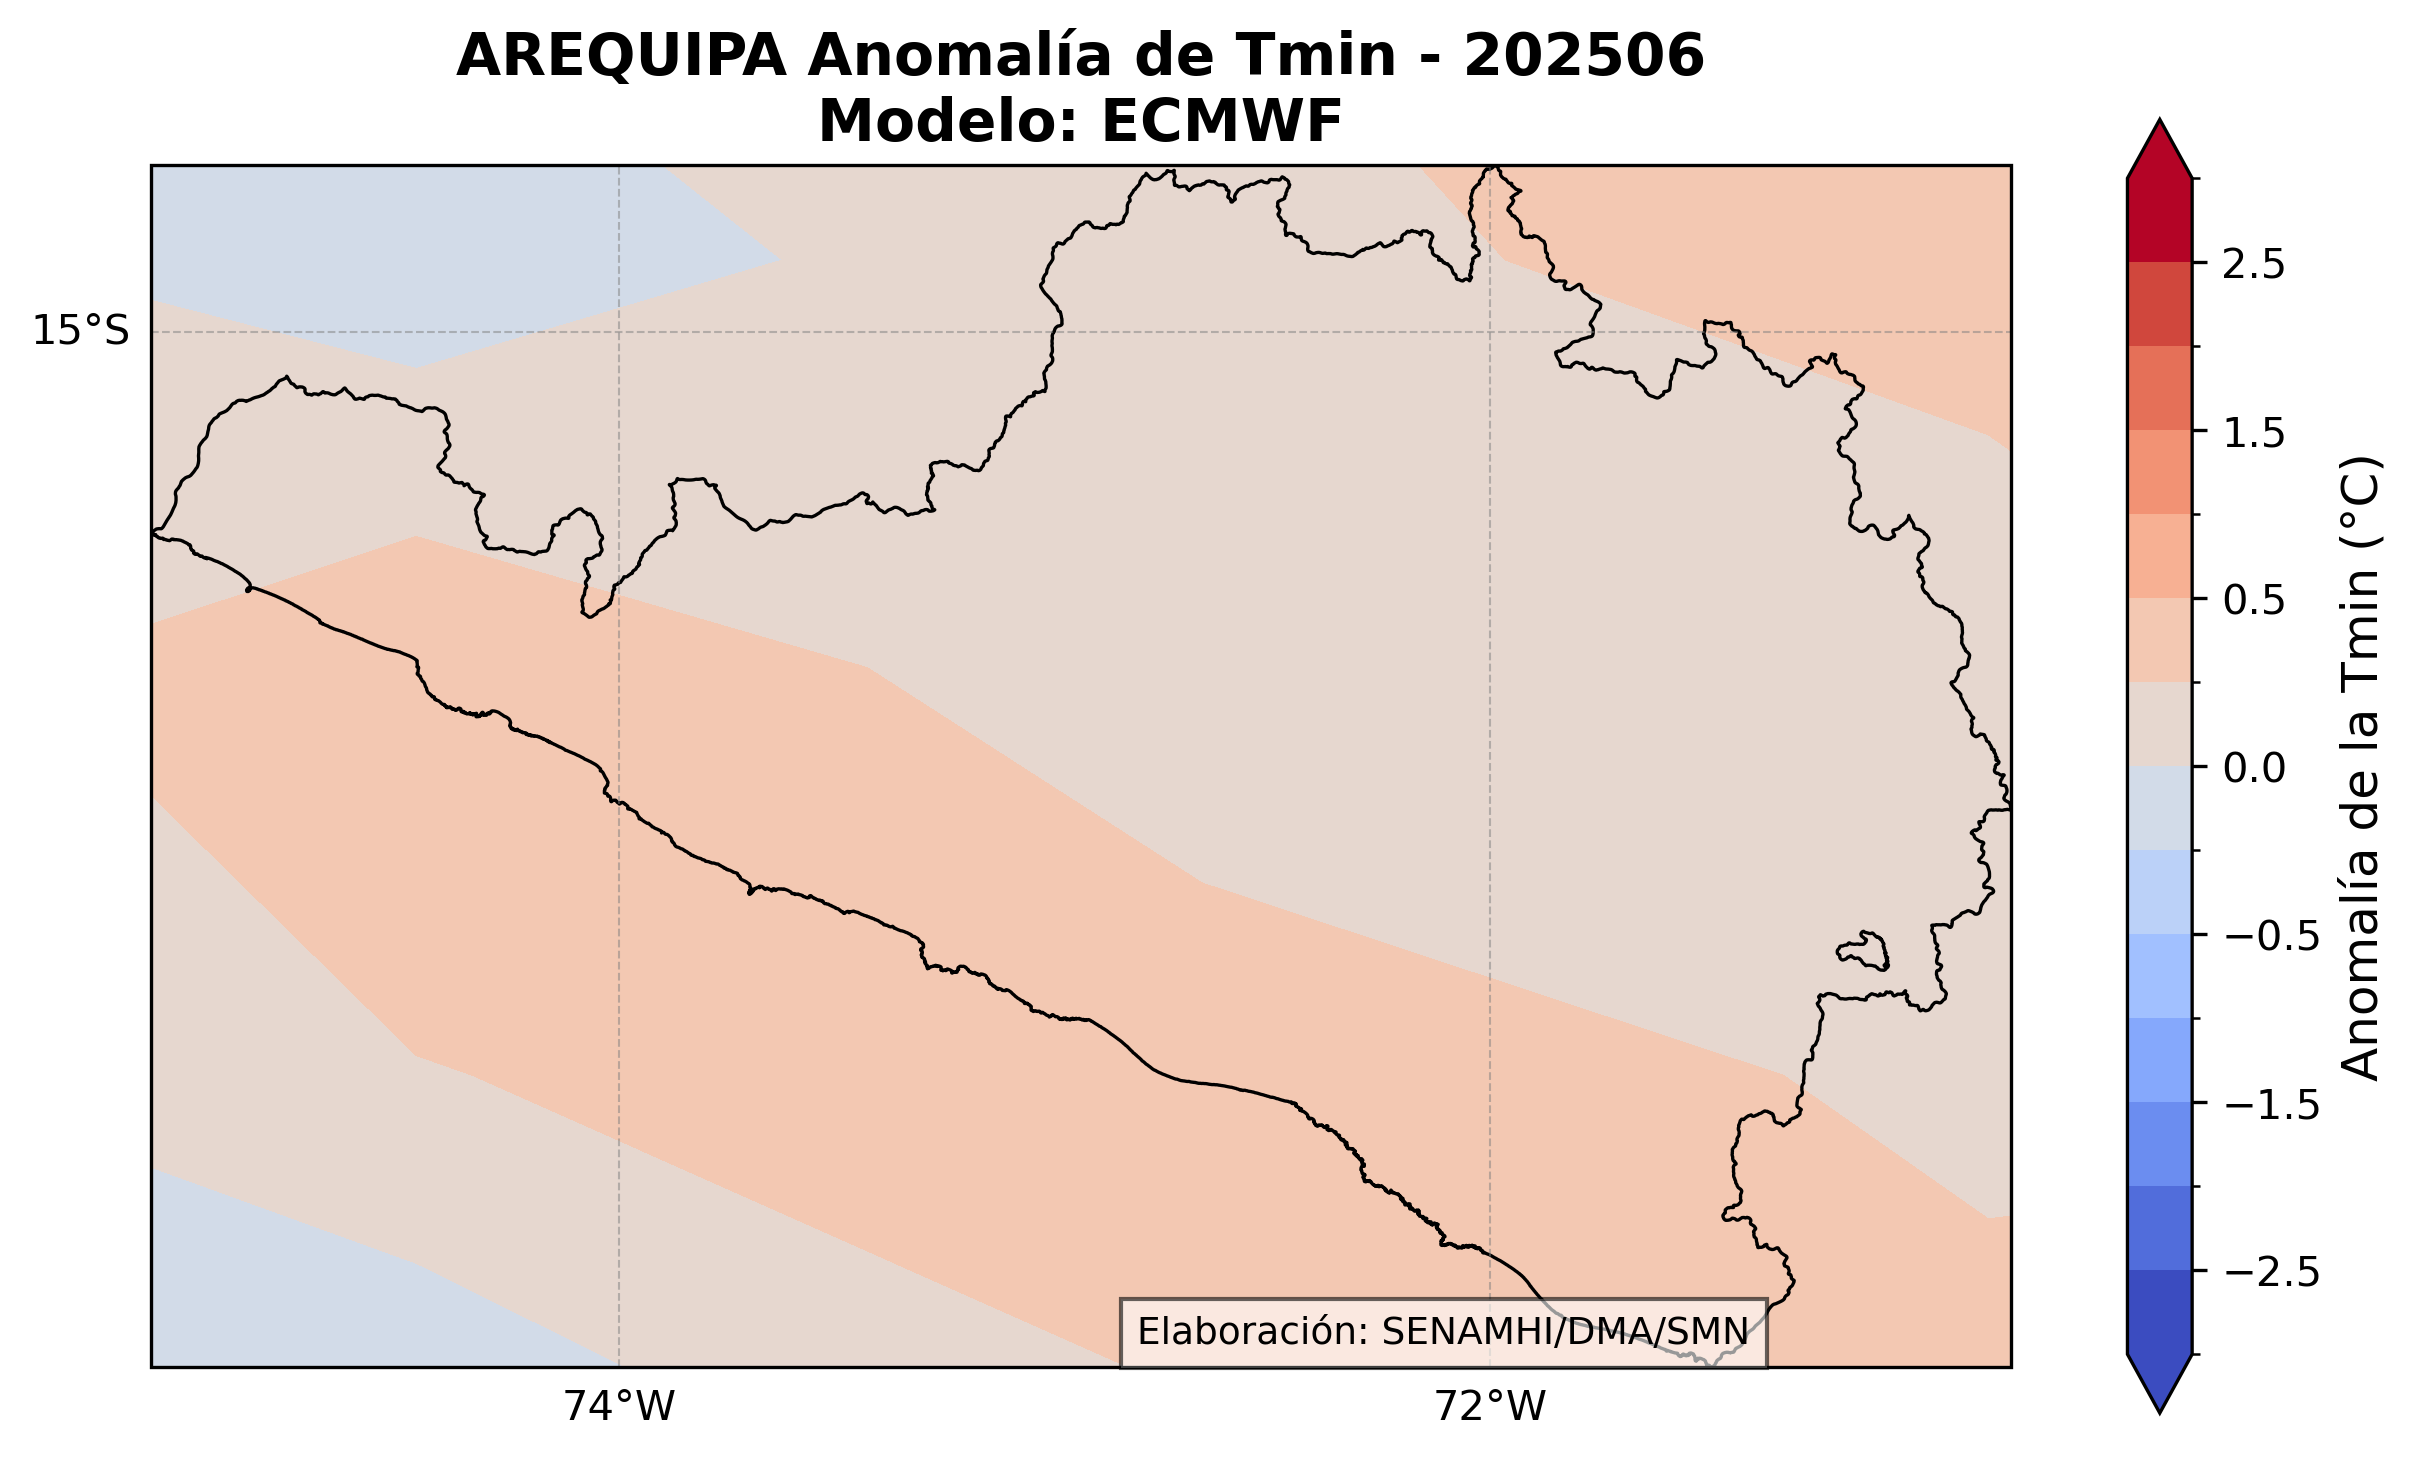 AREQUIPA Anomalía de Tmin - 202506
Modelo: ECMWF
15°S
74°W
72°W
Elaboración: SENAMHI/DMA/SMN
2.5
1.5
0.5
0.0
−0.5
−1.5
−2.5
Anomalía de la Tmin (°C)